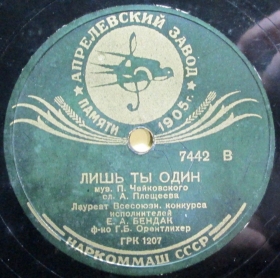 АПРЕЛЕВСКИЙ ЗАВОД
ПАМЯТИ 1905 г.
7442 В
ЛИШЬ ТЫ ОДИН
муз. П. Чайковского
сл. А. Плещеева
Лауреат Всесоюзн. конкурса
исполнителей
Е. А. БЕНДАК
ф-но Г. Б. Орентлихер
ГРК 1207
НАРКОММАШ СССР